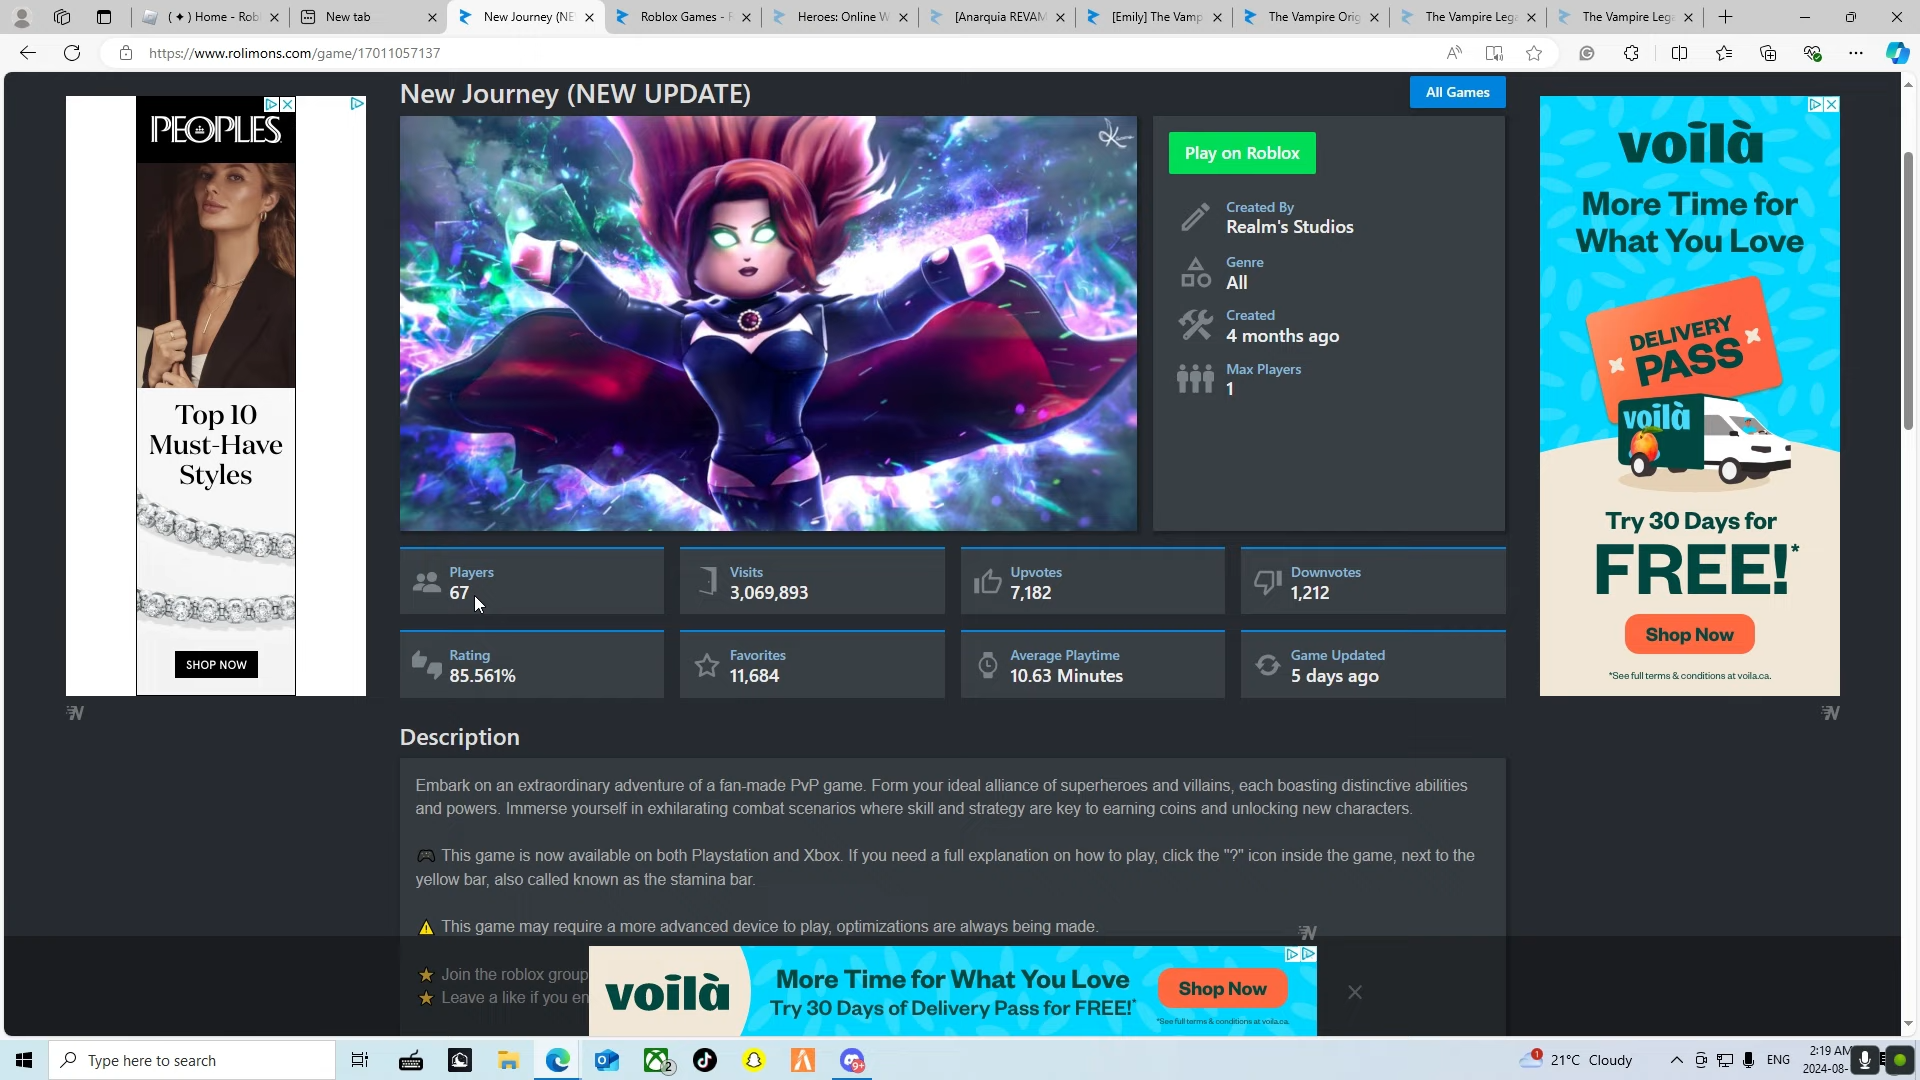 ( ✦ ) Home - Rob
New tab
New Journey (NE
Roblox Games - F
Heroes: Online W
[Anarquia REVAM
[Emily] The Vamp
The Vampire Orig
The Vampire Leg
The Vampire Leg
https://www.rolimons.com/game/17011057137
New Journey (NEW UPDATE)
All Games
PEOPLES
Top 10
Must-Have
Styles
SHOP NOW
Play on Roblox
Created By
Realm's Studios
Genre
All
Created
4 months ago
Max Players
1
voilà
More Time for
What You Love
DELIVERY
PASS
voilà
Try 30 Days for
FREE!*
Shop Now
*See full terms & conditions at voila.ca.
Players
67
Visits
3,069,893
Upvotes
7,182
Downvotes
1,212
Rating
85.561%
Favorites
11,684
Average Playtime
10.63 Minutes
Game Updated
5 days ago
Description
Embark on an extraordinary adventure of a fan-made PvP game. Form your ideal alliance of superheroes and villains, each boasting distinctive abilities
and powers. Immerse yourself in exhilarating combat scenarios where skill and strategy are key to earning coins and unlocking new characters.
🎮 This game is now available on both Playstation and Xbox. If you need a full explanation on how to play, click the "?" icon inside the game, next to the
yellow bar, also called known as the stamina bar.
⚠️ This game may require a more advanced device to play, optimizations are always being made.
⭐ Join the roblox group
⭐ Leave a like if you en
voilà
More Time for What You Love
Try 30 Days of Delivery Pass for FREE!*
Shop Now
*See full terms & conditions at voila.ca.
Type here to search
2
9+
1
21°C Cloudy
ENG
2:19 AM
2024-08-